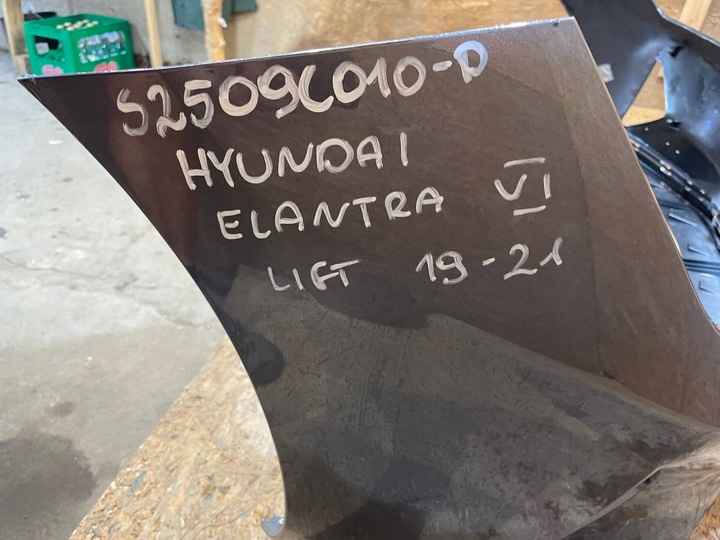 S2509C010-D
HYUNDAI
ELANTRA VI
LIFT 19-21